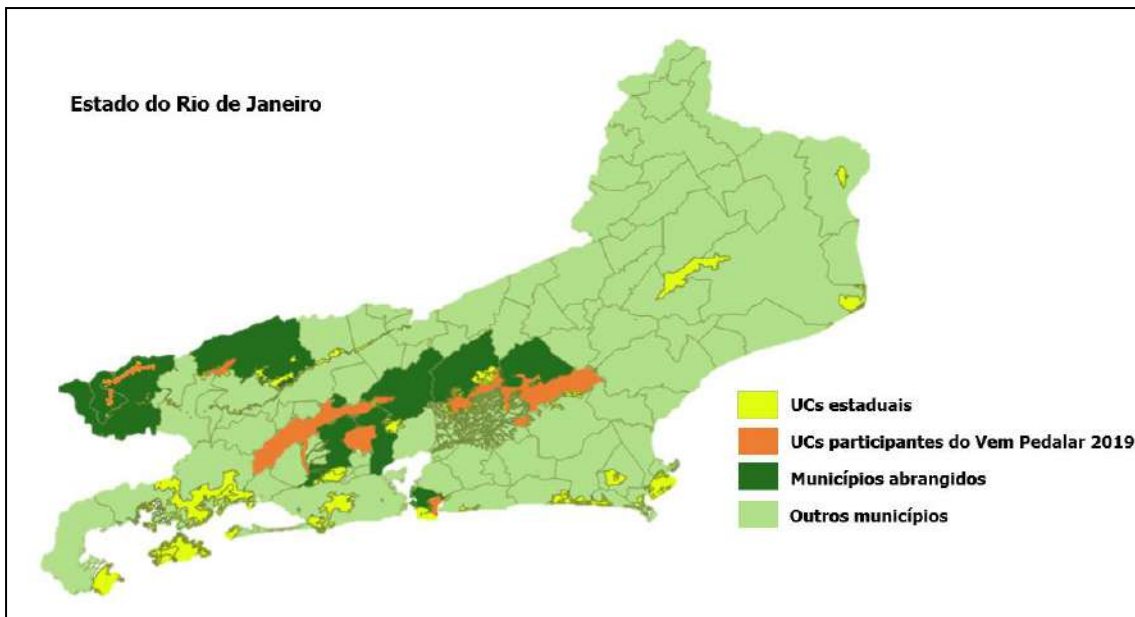 Estado do Rio de Janeiro
UCs estaduais
UCs participantes do Vem Pedalar 2019
Municípios abrangidos
Outros municípios